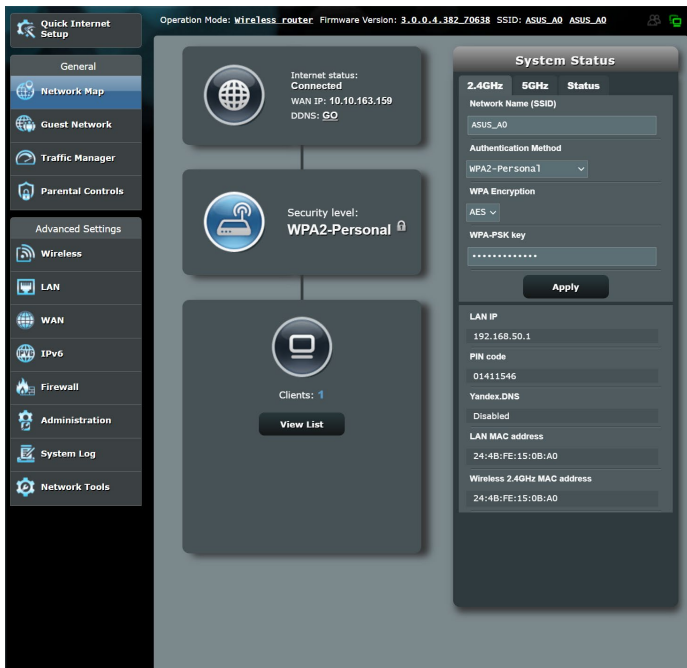 Quick Internet
Setup
Operation Mode: Wireless router Firmware Version: 3.0.0.4.382_70638 SSID: ASUS_A0 ASUS_A0
General
Network Map
Guest Network
Traffic Manager
Parental Controls
Advanced Settings
Wireless
LAN
WAN
IPv6
Firewall
Administration
System Log
Network Tools
Internet status:
Connected
WAN IP: 10.10.163.159
DDNS: GO
Security level:
WPA2-Personal
Clients: 1
View List
System Status
2.4GHz 5GHz Status
Network Name (SSID)
ASUS_A0
Authentication Method
WPA2-Personal
WPA Encryption
AES
WPA-PSK key
•••••••••••••
Apply
LAN IP
192.168.50.1
PIN code
01411546
Yandex.DNS
Disabled
LAN MAC address
24:4B:FE:15:0B:A0
Wireless 2.4GHz MAC address
24:4B:FE:15:0B:A0